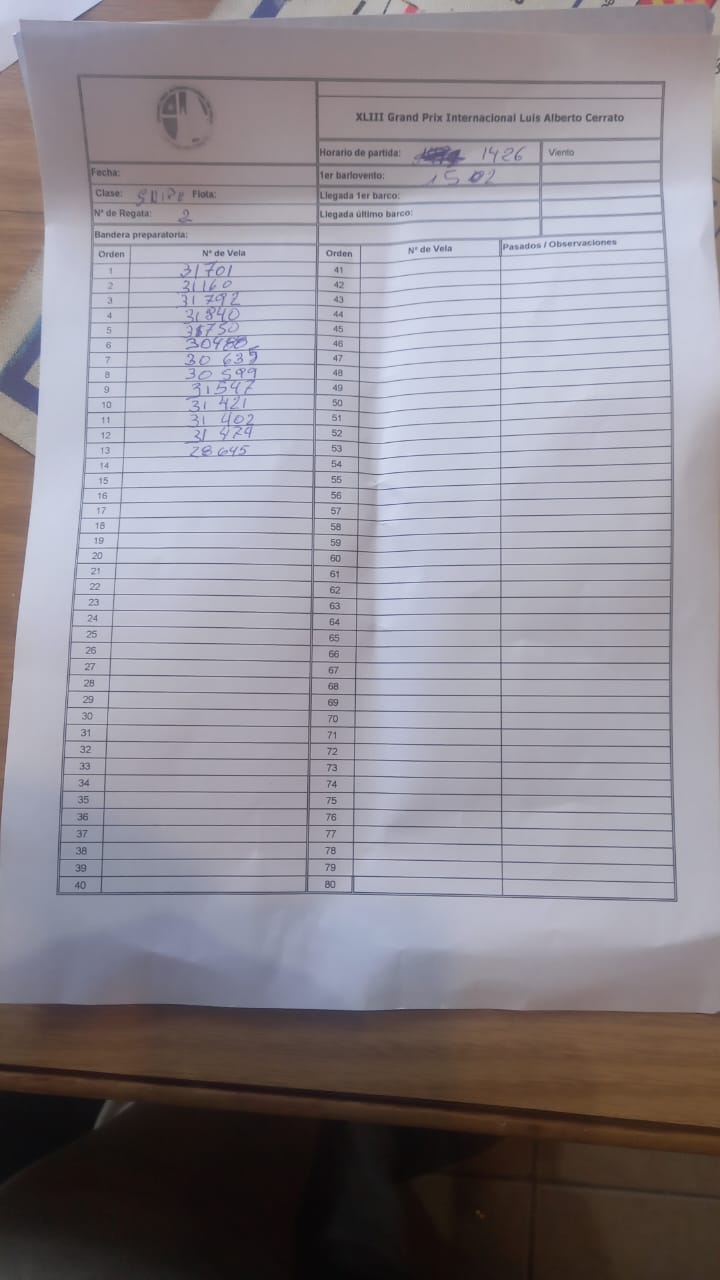 XLIII Grand Prix Internacional Luis Alberto Cerrato
Horario de partida: 1426 Viento
Fecha:
1er barlovento: 1502
Clase: SNIPE Flota:
Llegada 1er barco:
N° de Regata: 2
Llegada último barco:
Bandera preparatoria:
Orden N° de Vela Orden N° de Vela Pasados / Observaciones
1 31701 41
2 31160 42
3 31792 43
4 31840 44
5 31750 45
6 30488 46
7 30635 47
8 30599 48
9 31547 49
10 31421 50
11 31402 51
12 31479 52
13 28645 53
14 54
15 55
16 56
17 57
18 58
19 59
20 60
21 61
22 62
23 63
24 64
25 65
26 66
27 67
28 68
29 69
30 70
31 71
32 72
33 73
34 74
35 75
36 76
37 77
38 78
39 79
40 80